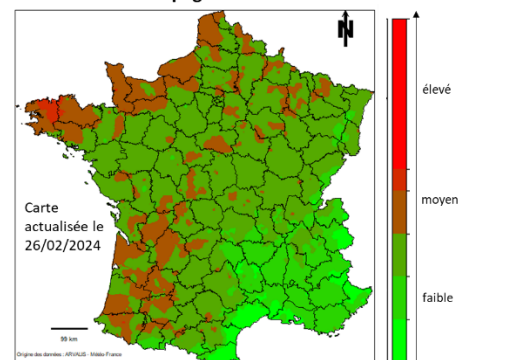 N
élevé
moyen
Carte
actualisée le
26/02/2024
faible
99 km
Origine des données : ARVALIS - Météo-France